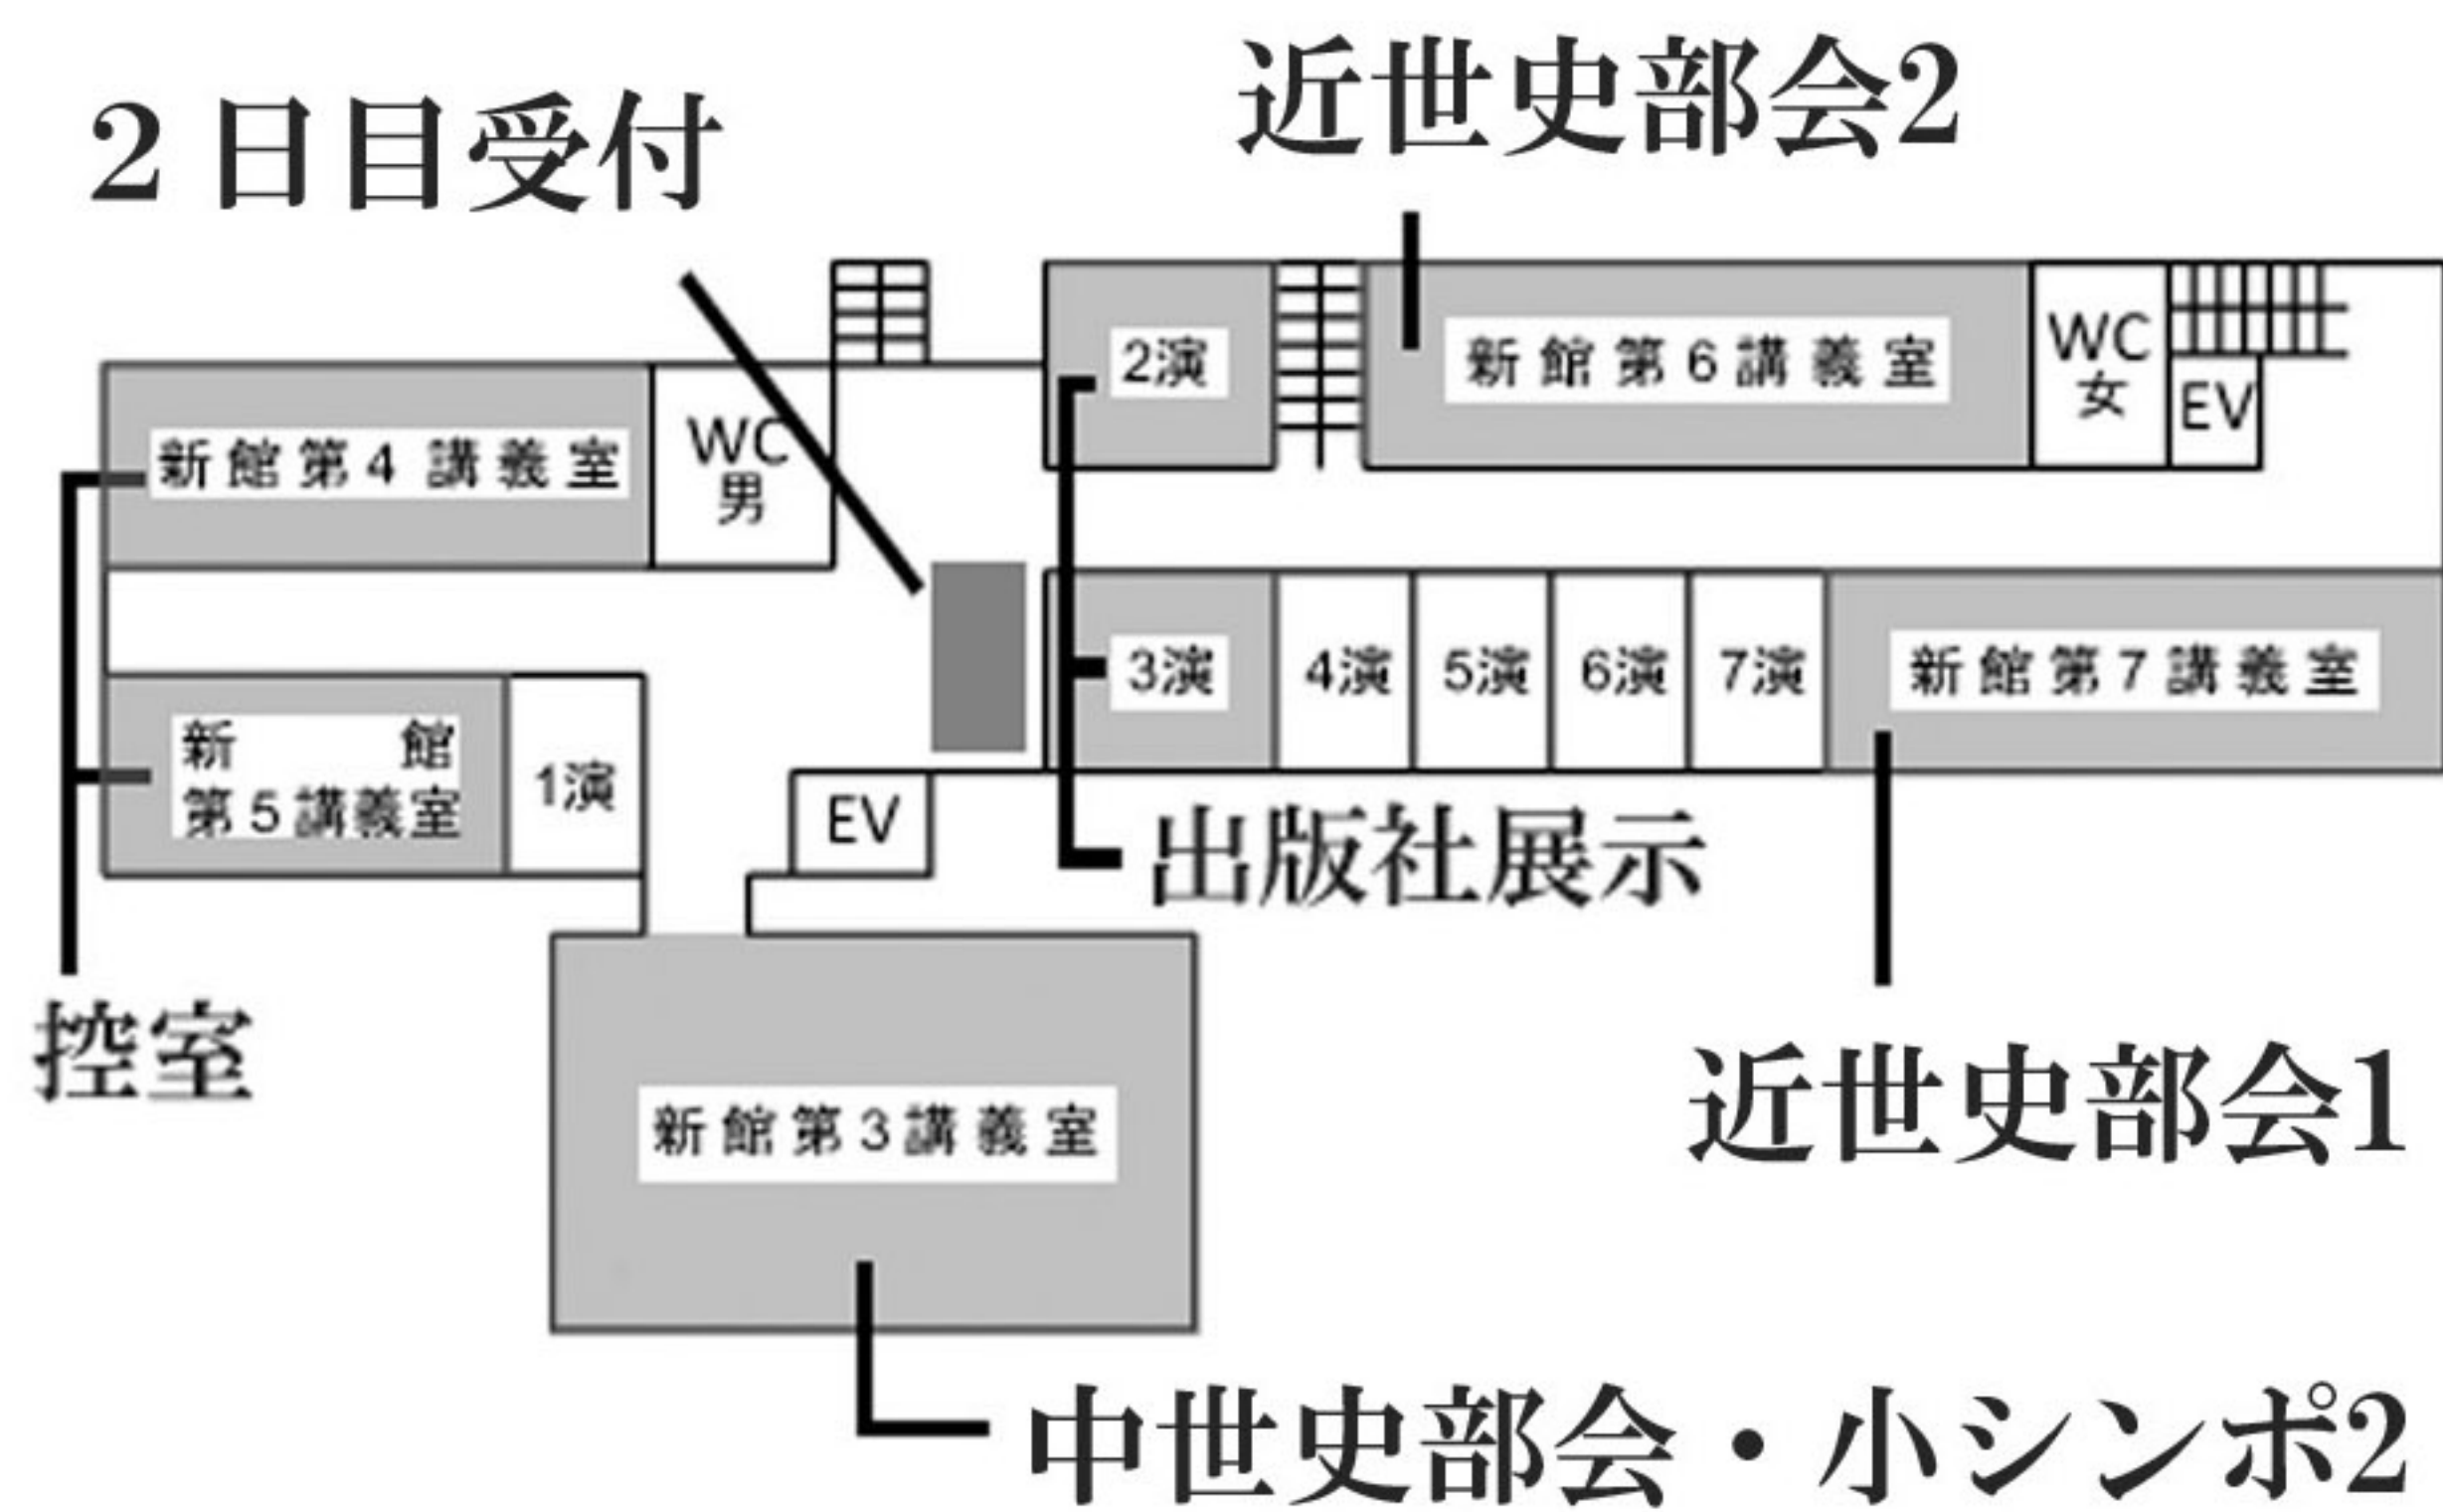 近世史部会2
2日目受付
2演
新館第6講義室
WC
女
EV
新館第4講義室
WC
男
3演
4演
5演
6演
7演
新館第7講義室
新館
第5講義室
1演
EV
出版社展示
控室
新館第3講義室
近世史部会1
中世史部会・小シンポ2